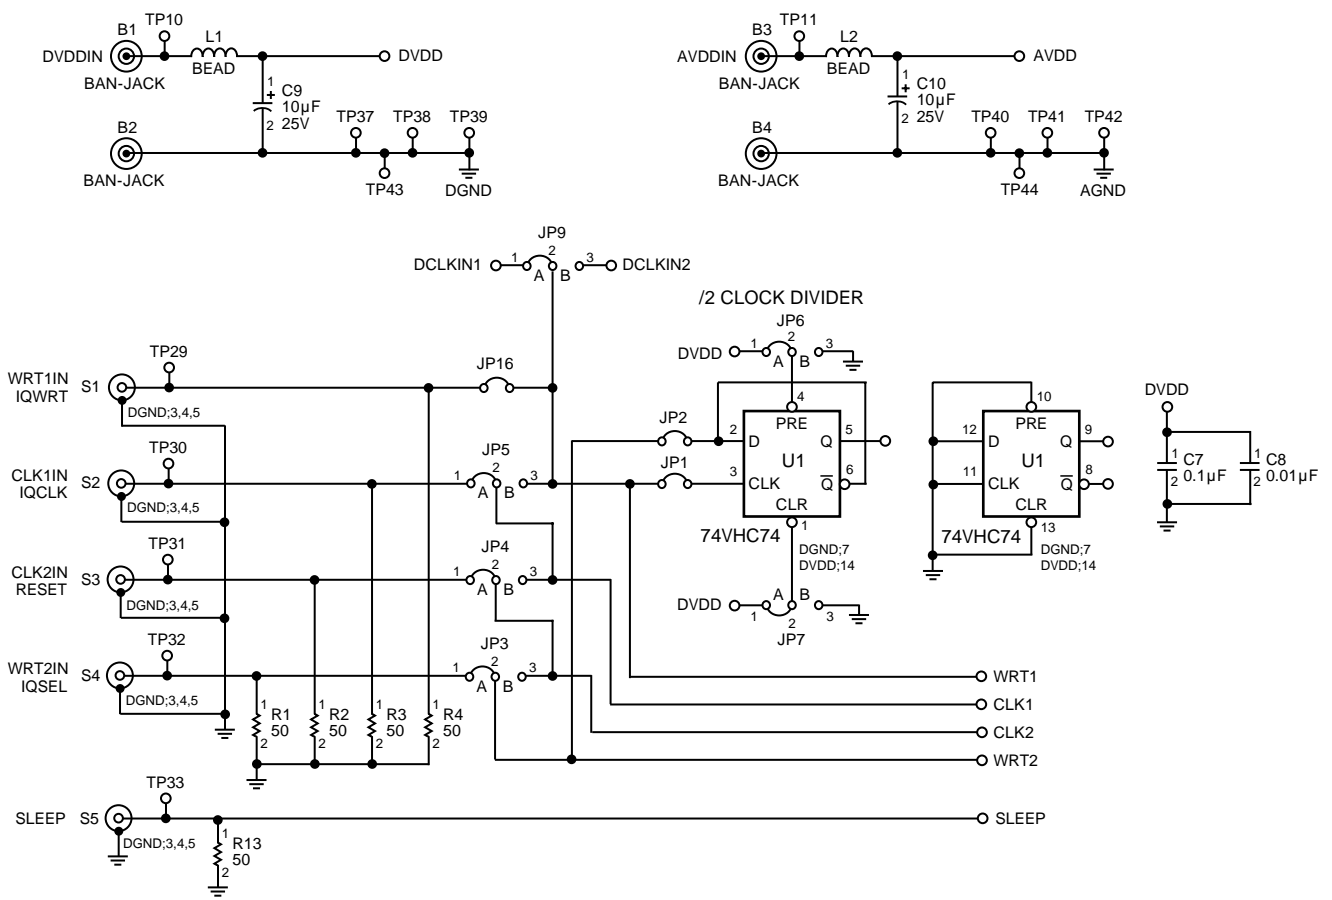 B1
TP10
L1
DVDDIN
DVDD
BEAD
BAN-JACK
1
+
C9
10µF
25V
2
B2
TP37
TP38
TP39
BAN-JACK
TP43
DGND
B3
TP11
L2
AVDDIN
AVDD
BEAD
BAN-JACK
1
+
C10
10µF
25V
2
B4
TP40
TP41
TP42
BAN-JACK
TP44
AGND
JP9
DCLKIN1
1
2
3
DCLKIN2
A
B
/2 CLOCK DIVIDER
JP6
DVDD
1
2
3
A
B
WRT1IN
IQWRT
S1
TP29
DGND;3,4,5
JP16
CLK1IN
IQCLK
S2
TP30
DGND;3,4,5
JP5
1
2
3
A
B
CLK2IN
RESET
S3
TP31
DGND;3,4,5
JP4
1
2
3
A
B
WRT2IN
IQSEL
S4
TP32
DGND;3,4,5
JP3
1
2
3
A
B
JP2
JP1
4
PRE
2
D
Q
5
U1
3
CLK
Q
6
CLR
74VHC74
1
DGND;7
DVDD;14
DVDD
A
B
1
2
3
JP7
10
PRE
12
D
Q
9
U1
11
CLK
Q
8
CLR
74VHC74
13
DGND;7
DVDD;14
DVDD
1
C7
2
0.1µF
1
C8
2
0.01µF
1
R1
50
2
1
R2
50
2
1
R3
50
2
1
R4
50
2
WRT1
CLK1
CLK2
WRT2
SLEEP
S5
TP33
DGND;3,4,5
1
R13
50
2
SLEEP